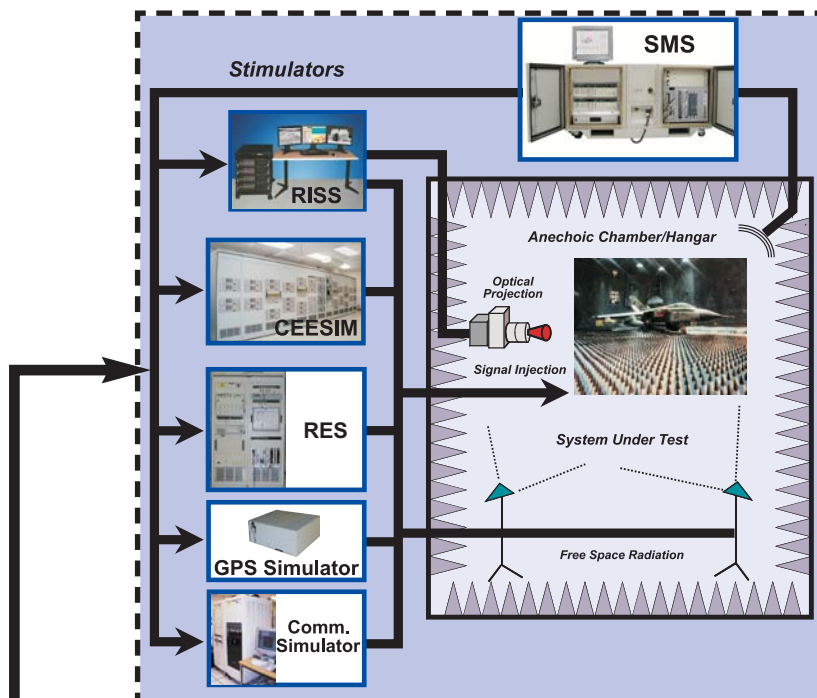 SMS
Stimulators
RISS
Anechoic Chamber/Hangar
Optical
Projection
CEESIM
Signal Injection
RES
System Under Test
GPS Simulator
Free Space Radiation
Comm.
Simulator